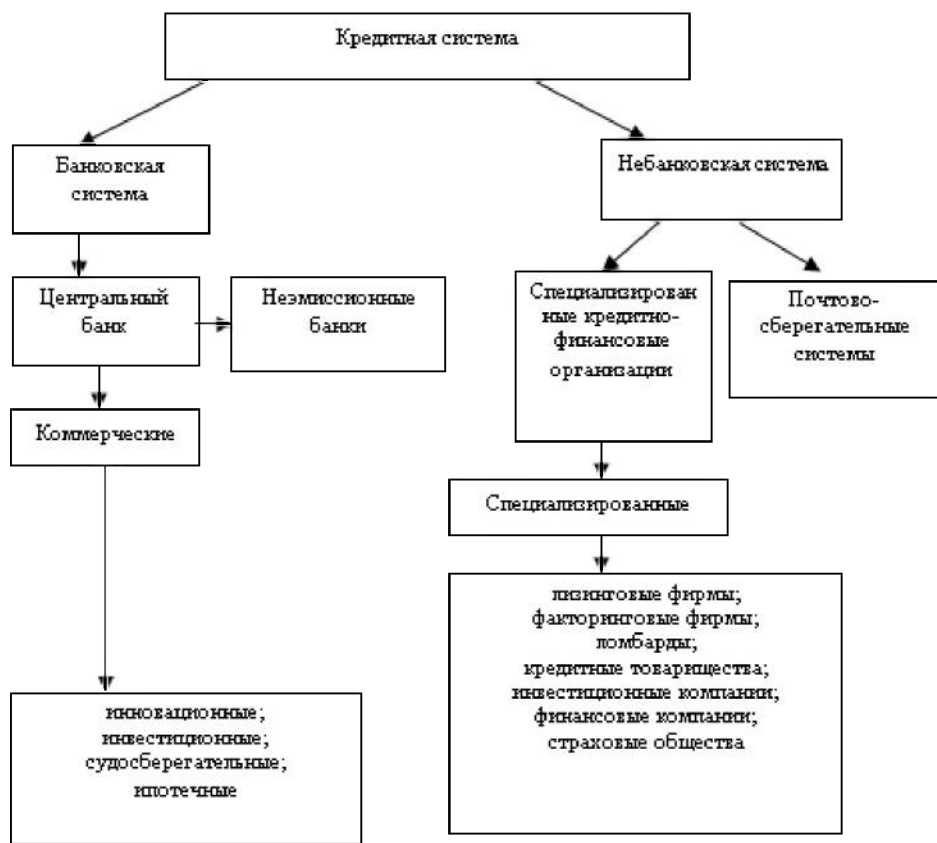 Кредитная система
Банковская
система
Небанковская система
Центральный
банк
Неэмиссионные
банки
Специализирован
ные кредитно-
финансовые
организации
Почтово-
сберегательные
системы
Коммерческие
Специализированные
лизинговые фирмы;
факторинговые фирмы;
ломбарды;
кредитные товарищества;
инвестиционные компании;
финансовые компании;
страховые общества
инновационные;
инвестиционные;
судосберегательные;
ипотечные